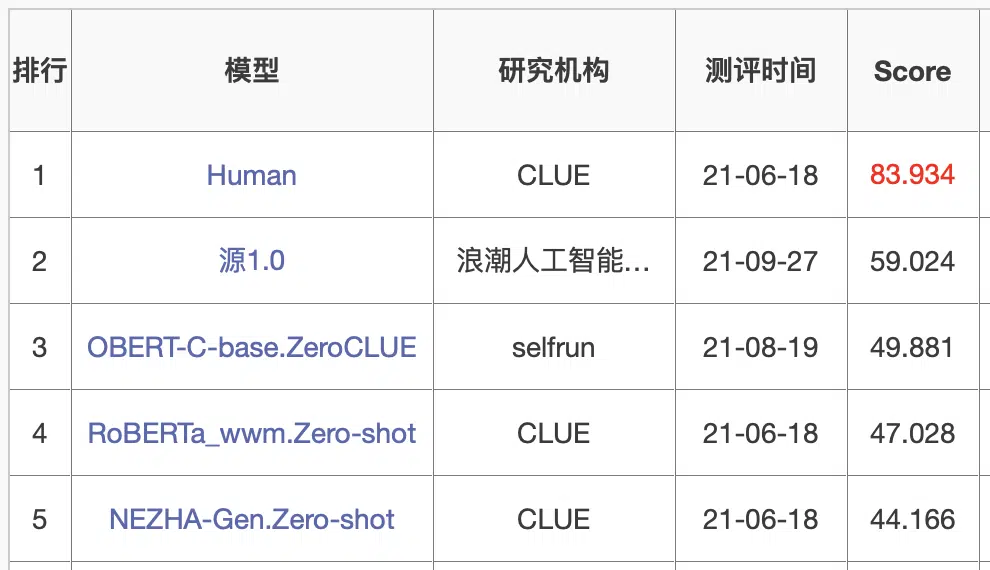 排行 模型 研究机构 测评时间 Score
1 Human CLUE 21-06-18 83.934
2 源1.0 浪潮人工智能... 21-09-27 59.024
3 OBERT-C-base.ZeroCLUE selfrun 21-08-19 49.881
4 RoBERTa_wwm.Zero-shot CLUE 21-06-18 47.028
5 NEZHA-Gen.Zero-shot CLUE 21-06-18 44.166